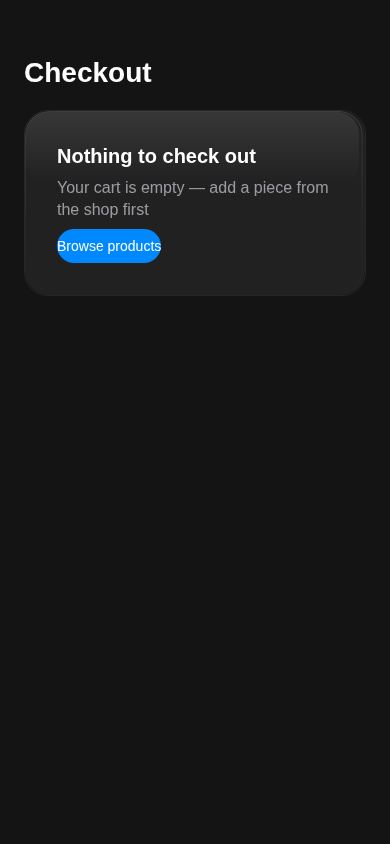 Checkout
Nothing to check out
Your cart is empty — add a piece from
the shop first
Browse products